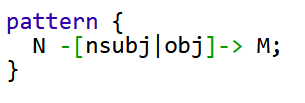 pattern {
  N -[nsubj|obj]-> M;
}